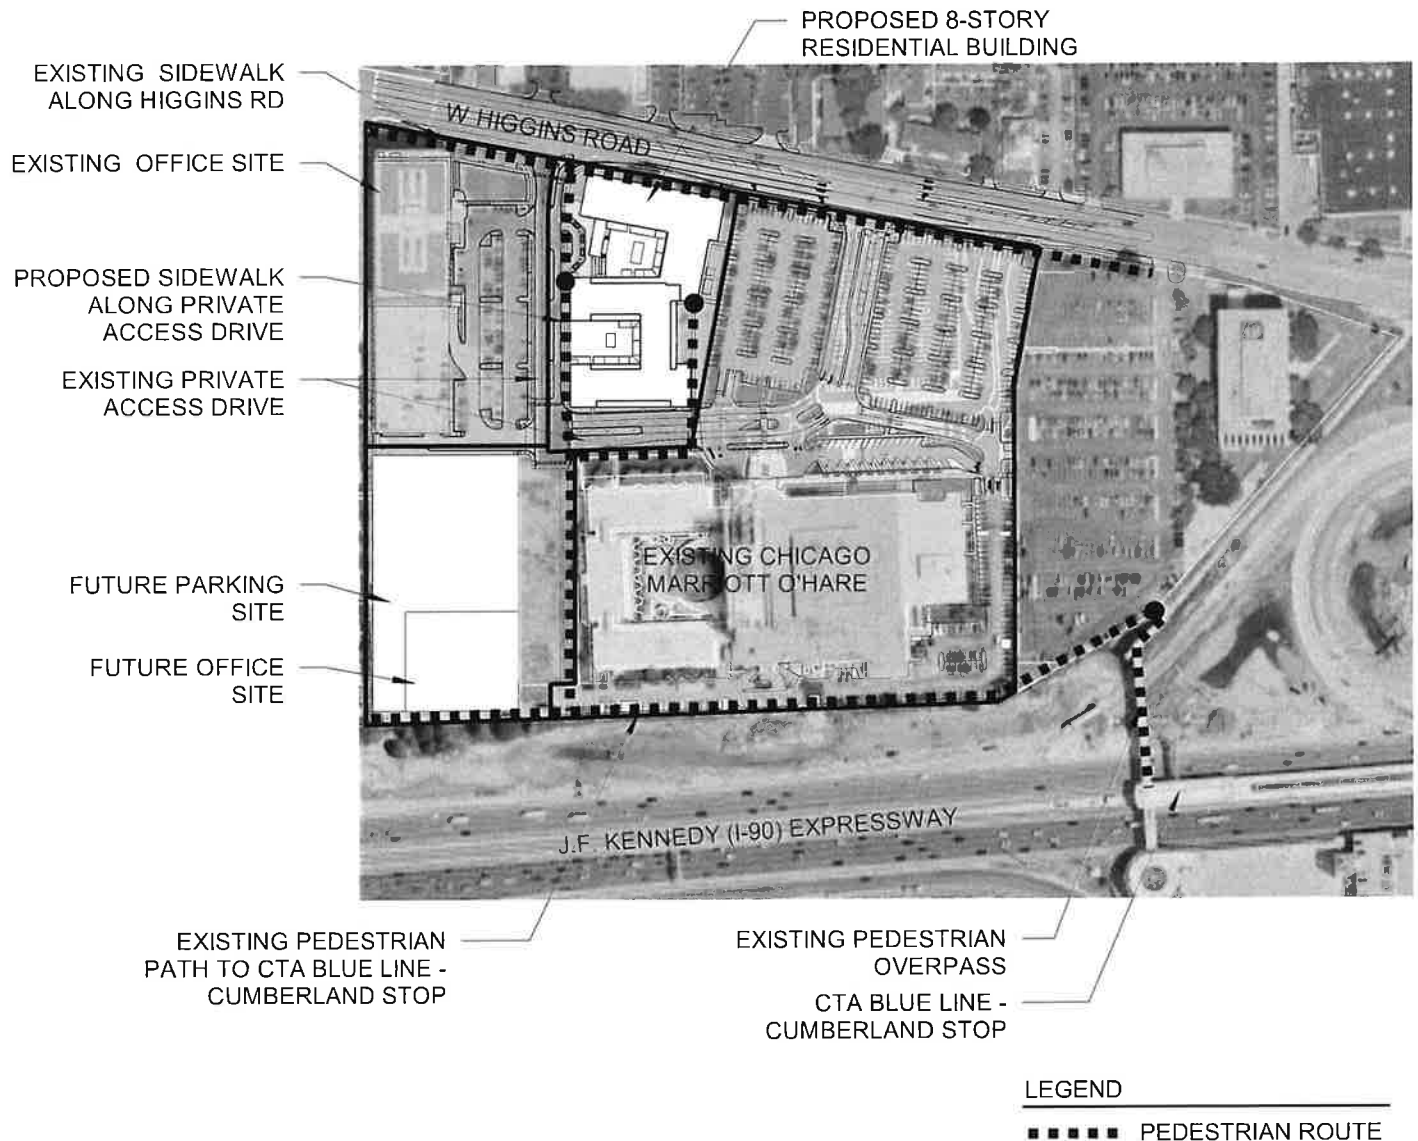 PROPOSED 8-STORY
RESIDENTIAL BUILDING
EXISTING SIDEWALK
ALONG HIGGINS RD
W HIGGINS ROAD
EXISTING OFFICE SITE
PROPOSED SIDEWALK
ALONG PRIVATE
ACCESS DRIVE
EXISTING PRIVATE
ACCESS DRIVE
EXISTING CHICAGO
MARRIOTT O'HARE
FUTURE PARKING
SITE
FUTURE OFFICE
SITE
J.F. KENNEDY (I-90) EXPRESSWAY
EXISTING PEDESTRIAN
PATH TO CTA BLUE LINE -
CUMBERLAND STOP
EXISTING PEDESTRIAN
OVERPASS
CTA BLUE LINE -
CUMBERLAND STOP
LEGEND
PEDESTRIAN ROUTE